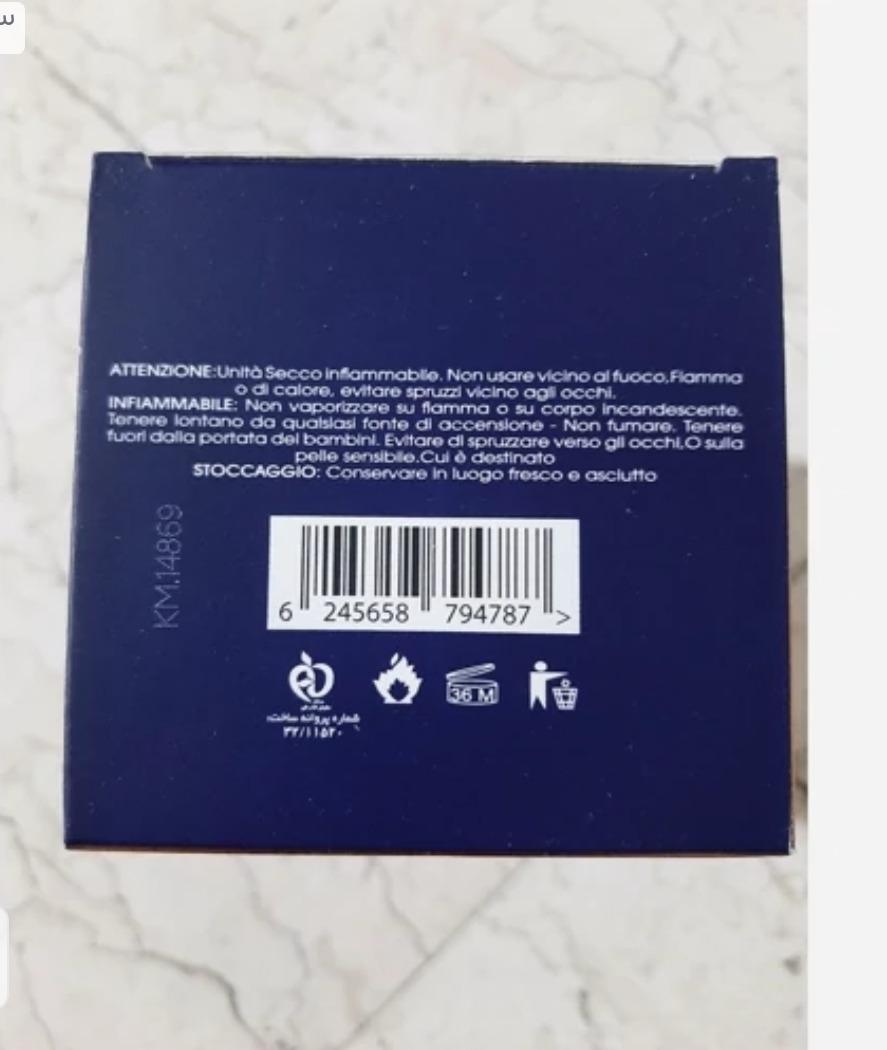 ATTENZIONE:Unità Secco infiammabile. Non usare vicino al fuoco,Fiamma
o di calore, evitare spruzzi vicino agli occhi.
INFIAMMABILE: Non vaporizzare su fiamma o su corpo incandescente.
Tenere lontano da qualsiasi fonte di accensione - Non fumare. Tenere
fuori dalla portata dei bambini. Evitare di spruzzare verso gli occhi,O sulla
pelle sensibile.Cui è destinato
STOCCAGGIO: Conservare in luogo fresco e asciutto
KM.14869
6 245658 794787 >
36 M
شماره پروانه ساخت:
۳۲/۱۱۵۲۰